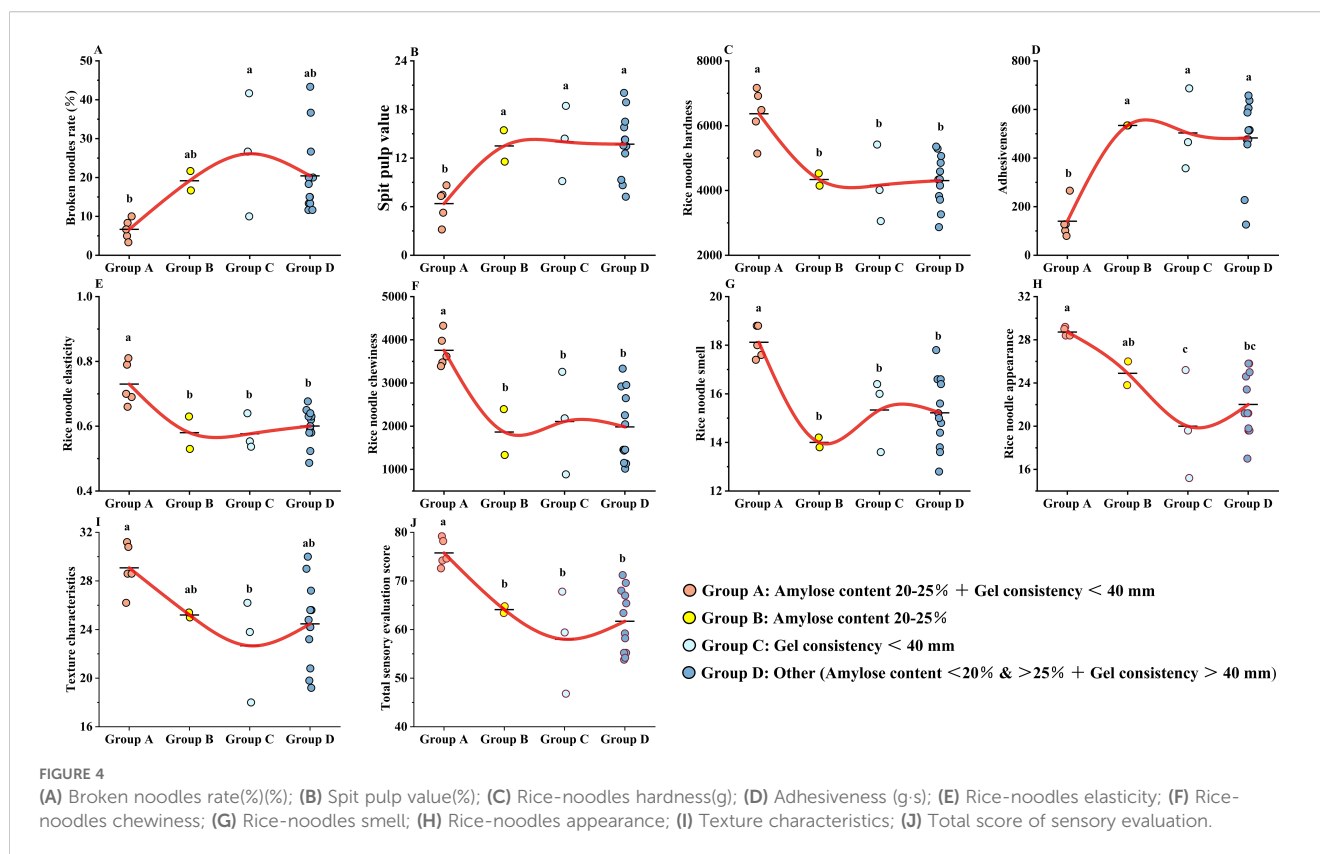 A
Broken noodles rate(%)
50
40
30
20
10
0
b
ab
a
ab
Group A Group B Group C Group D
B
Spit pulp value
24
18
12
6
0
b
a
a
a
Group A Group B Group C Group D
C
Rice noodle hardness
8000
6000
4000
2000
a
b
b
b
Group A Group B Group C Group D
D
Adhesiveness
800
600
400
200
0
b
a
a
a
Group A Group B Group C Group D
E
Rice noodle elasticity
1.0
0.8
0.6
0.4
a
b
b
b
Group A Group B Group C Group D
F
Rice noodle chewiness
5000
4000
3000
2000
1000
a
b
b
b
Group A Group B Group C Group D
G
Rice noodle smell
20
18
16
14
12
a
b
b
b
Group A Group B Group C Group D
H
Rice noodle appearance
32
28
24
20
16
a
ab
c
bc
Group A Group B Group C Group D
I
Texture characteristics
32
28
24
20
16
a
ab
b
ab
Group A Group B Group C Group D
J
Total sensory evaluation score
80
70
60
50
40
a
b
b
b
Group A Group B Group C Group D
Group A: Amylose content 20-25% + Gel consistency < 40 mm
Group B: Amylose content 20-25%
Group C: Gel consistency < 40 mm
Group D: Other (Amylose content <20% & >25% + Gel consistency > 40 mm)
FIGURE 4
(A) Broken noodles rate(%)(%); (B) Spit pulp value(%); (C) Rice-noodles hardness(g); (D) Adhesiveness (g·s); (E) Rice-noodles elasticity; (F) Rice-
noodles chewiness; (G) Rice-noodles smell; (H) Rice-noodles appearance; (I) Texture characteristics; (J) Total score of sensory evaluation.